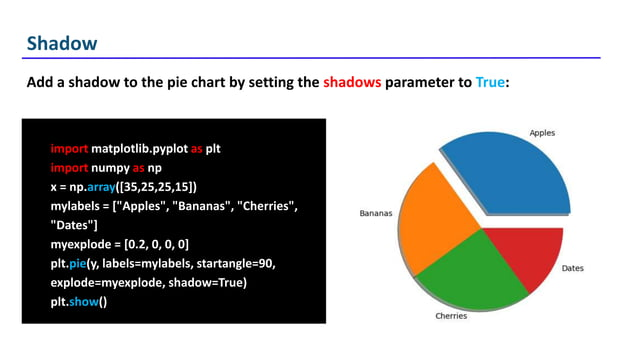 Shadow
Add a shadow to the pie chart by setting the shadows parameter to True:
import matplotlib.pyplot as plt
import numpy as np
x = np.array([35,25,25,15])
mylabels = ["Apples", "Bananas", "Cherries",
"Dates"]
myexplode = [0.2, 0, 0, 0]
plt.pie(y, labels=mylabels, startangle=90,
explode=myexplode, shadow=True)
plt.show()
Apples
Bananas
Dates
Cherries